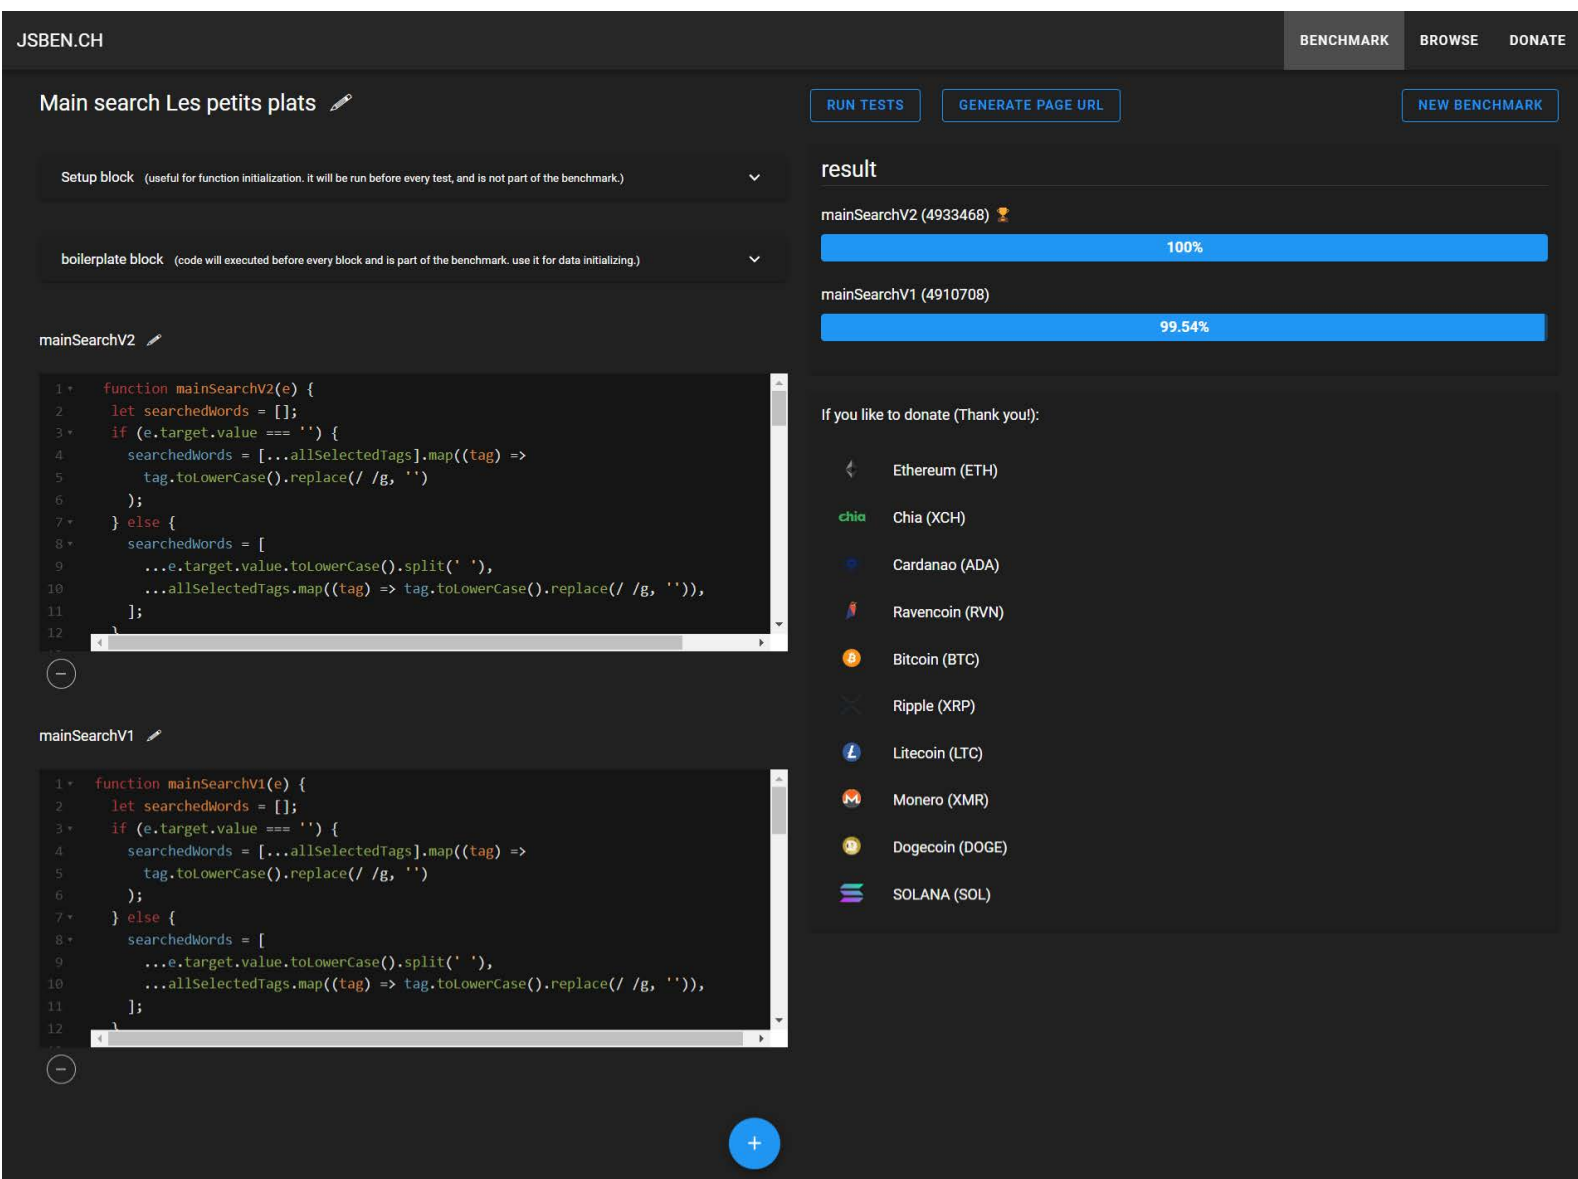 JSBEN.CH
BENCHMARK BROWSE DONATE
Main search Les petits plats
RUN TESTS GENERATE PAGE URL NEW BENCHMARK
Setup block (useful for function initialization. it will be run before every test, and is not part of the benchmark.)
boilerplate block (code will executed before every block and is part of the benchmark. use it for data initializing.)
mainSearchV2
1 function mainSearchV2(e) {
2 let searchedWords = [];
3 if (e.target.value === '') {
4 searchedWords = [...allSelectedTags].map((tag) =>
5 tag.toLowerCase().replace(/ /g, '')
6 );
7 } else {
8 searchedWords = [
9 ...e.target.value.toLowerCase().split(' '),
10 ...allSelectedTags.map((tag) => tag.toLowerCase().replace(/ /g, '')),
11 ];
12 }
mainSearchV1
1 function mainSearchV1(e) {
2 let searchedWords = [];
3 if (e.target.value === '') {
4 searchedWords = [...allSelectedTags].map((tag) =>
5 tag.toLowerCase().replace(/ /g, '')
6 );
7 } else {
8 searchedWords = [
9 ...e.target.value.toLowerCase().split(' '),
10 ...allSelectedTags.map((tag) => tag.toLowerCase().replace(/ /g, '')),
11 ];
12 }
result
mainSearchV2 (4933468)
100%
mainSearchV1 (4910708)
99.54%
If you like to donate (Thank you!):
Ethereum (ETH)
chia Chia (XCH)
Cardanao (ADA)
Ravencoin (RVN)
Bitcoin (BTC)
Ripple (XRP)
Litecoin (LTC)
Monero (XMR)
Dogecoin (DOGE)
SOLANA (SOL)